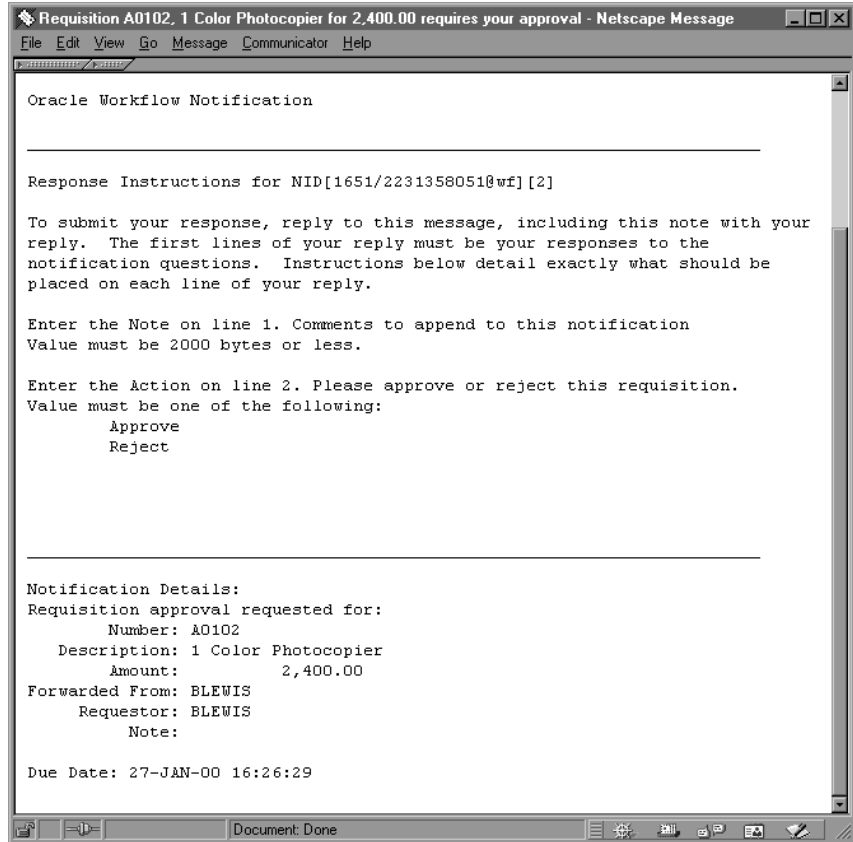 Requisition A0102, 1 Color Photocopier for 2,400.00 requires your approval - Netscape Message
File Edit View Go Message Communicator Help
Oracle Workflow Notification
Response Instructions for NID[1651/2231358051@wf][2]
To submit your response, reply to this message, including this note with your
reply. The first lines of your reply must be your responses to the
notification questions. Instructions below detail exactly what should be
placed on each line of your reply.
Enter the Note on line 1. Comments to append to this notification
Value must be 2000 bytes or less.
Enter the Action on line 2. Please approve or reject this requisition.
Value must be one of the following:
Approve
Reject
Notification Details:
Requisition approval requested for:
Number: A0102
Description: 1 Color Photocopier
Amount: 2,400.00
Forwarded From: BLEWIS
Requestor: BLEWIS
Note:
Due Date: 27-JAN-00 16:26:29
Document: Done